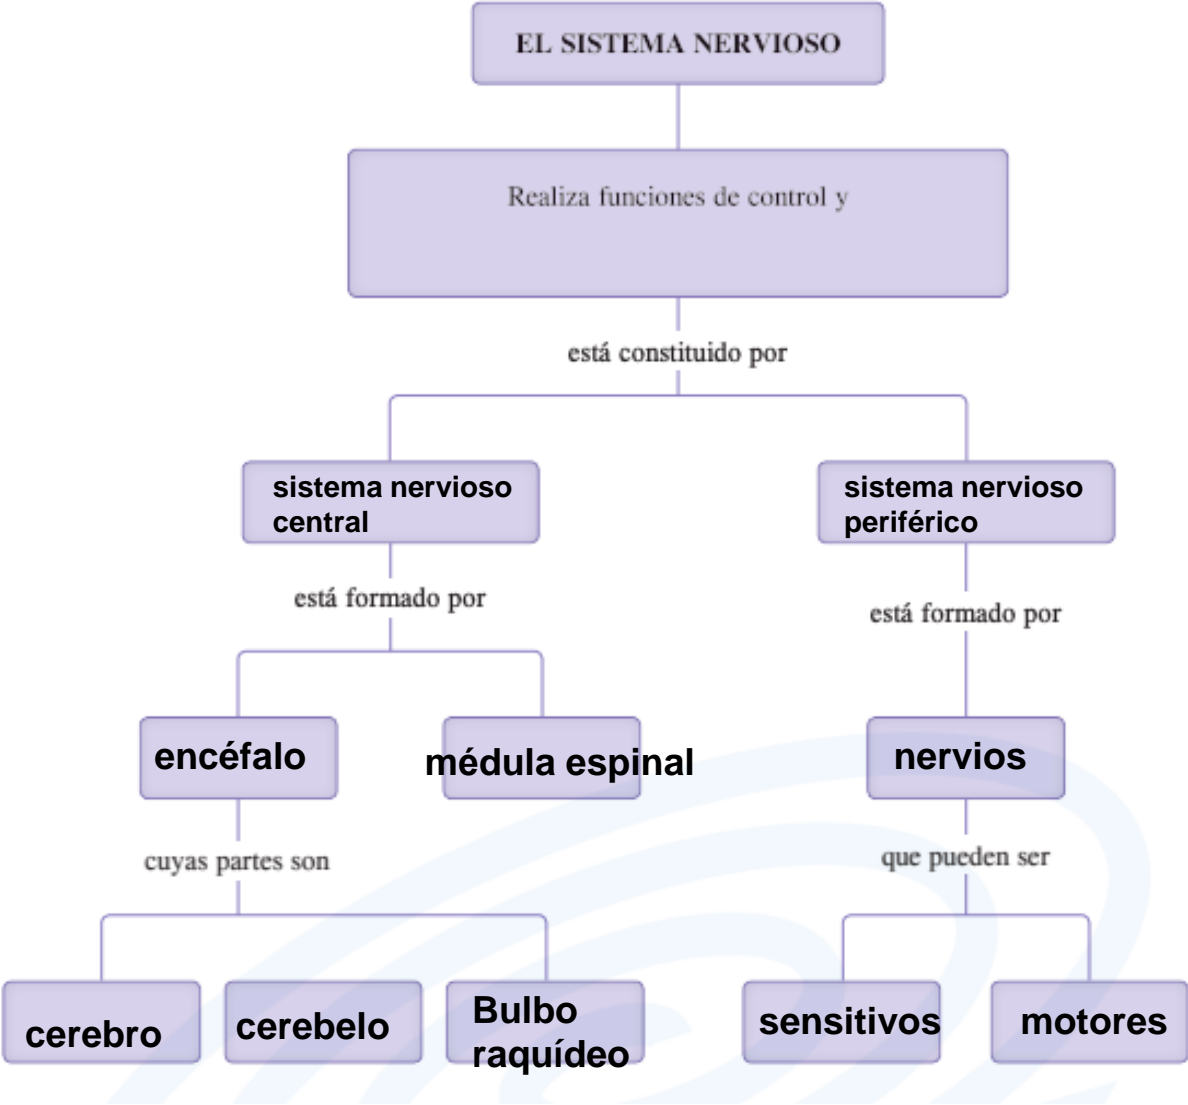 EL SISTEMA NERVIOSO
Realiza funciones de control y
está constituido por
sistema nervioso
central
sistema nervioso
periférico
está formado por
está formado por
encéfalo
médula espinal
nervios
cuyas partes son
que pueden ser
cerebro
cerebelo
Bulbo
raquídeo
sensitivos
motores